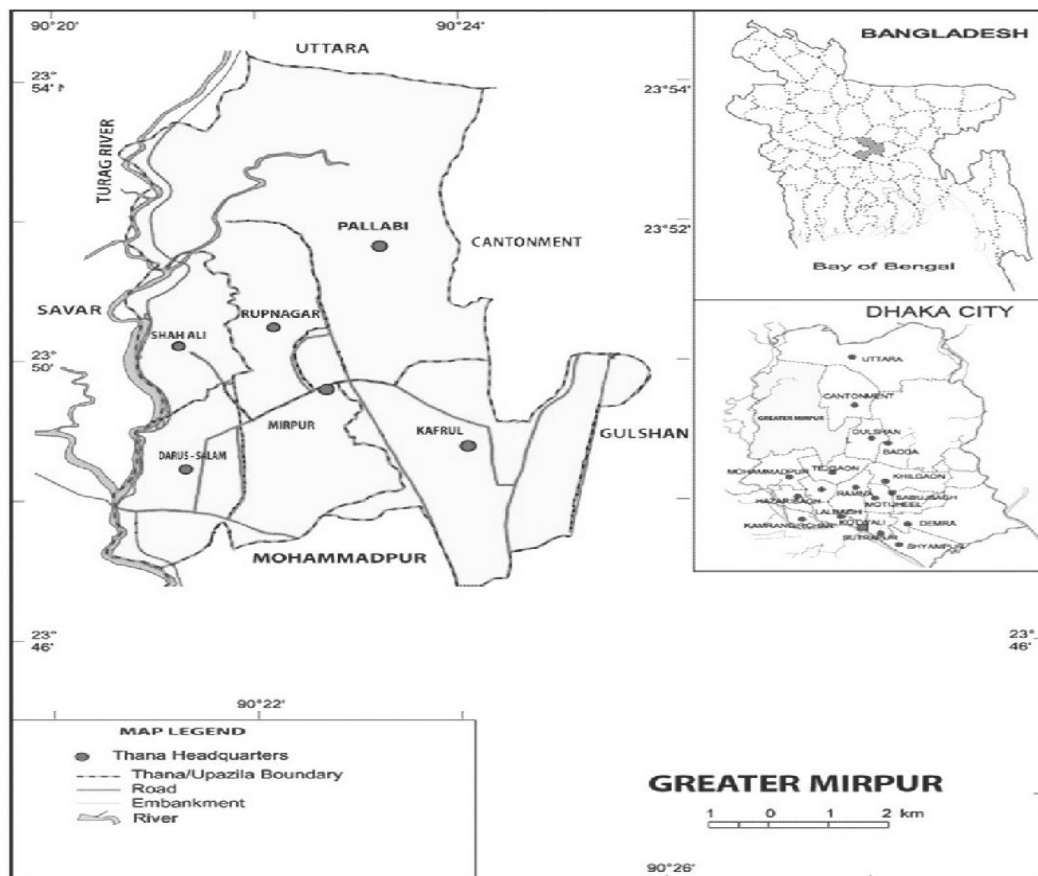 90°20'
90°24'
UTTARA
23°
54'
TURAG RIVER
PALLABI
CANTONMENT
SAVAR
RUPNAGAR
SHAH ALI
23°
50'
MIRPUR
KAFRUL
GULSHAN
DARUS-SALAM
MOHAMMADPUR
23°
46'
90°22'
23°54'
23°52'
BANGLADESH
Bay of Bengal
DHAKA CITY
UTTARA
CANTONMENT
GREATER MIRPUR
GULSHAN
BADDA
MOHAMMADPUR
TEJGAON
KHILGAON
HAZARIBAGH
RAMNA
SABUJBAGH
MOTIJHEEL
LALBAGH
KAMRANGIRCHAR
KOTWALI
DEMRA
SUTRAPUR
SHYAMPUR
23°
46'
MAP LEGEND
Thana Headquarters
Thana/Upazila Boundary
Road
Embankment
River
GREATER MIRPUR
1 0 1 2 km
90°26'